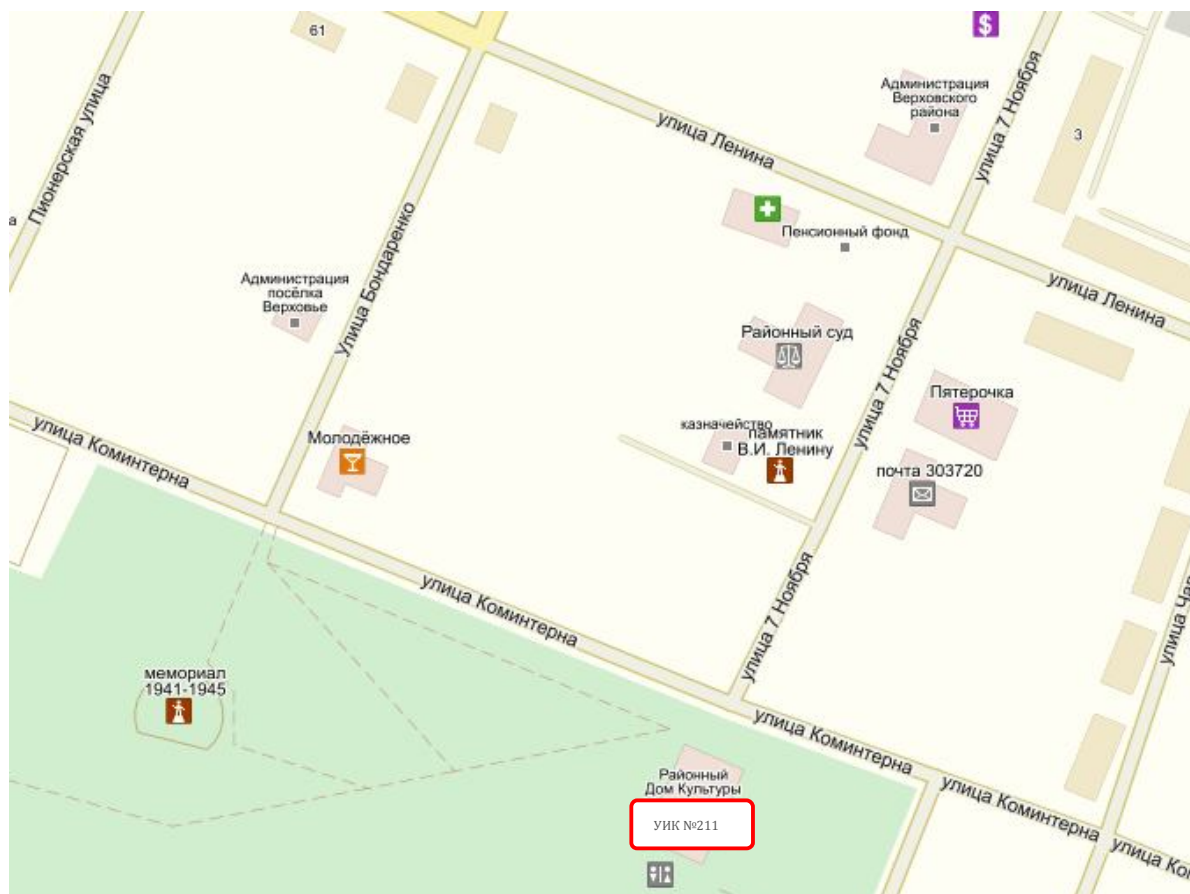 61
$
Пионерская улица
Администрация
Верховского
района
улица 7 Ноября
3
улица Ленина
а
Пенсионный фонд
Улица Бондаренко
Администрация
посёлка
Верховье
улица Ленина
Районный суд
улица 7 Ноября
Пятерочка
улица Коминтерна
Молодёжное
казначейство
памятник
В.И. Ленину
почта 303720
улица Коминтерна
улица 7 Ноября
улица
мемориал
1941-1945
улица Коминтерна
Районный
Дом Культуры
улица Коминтерна
УИК №211
улица